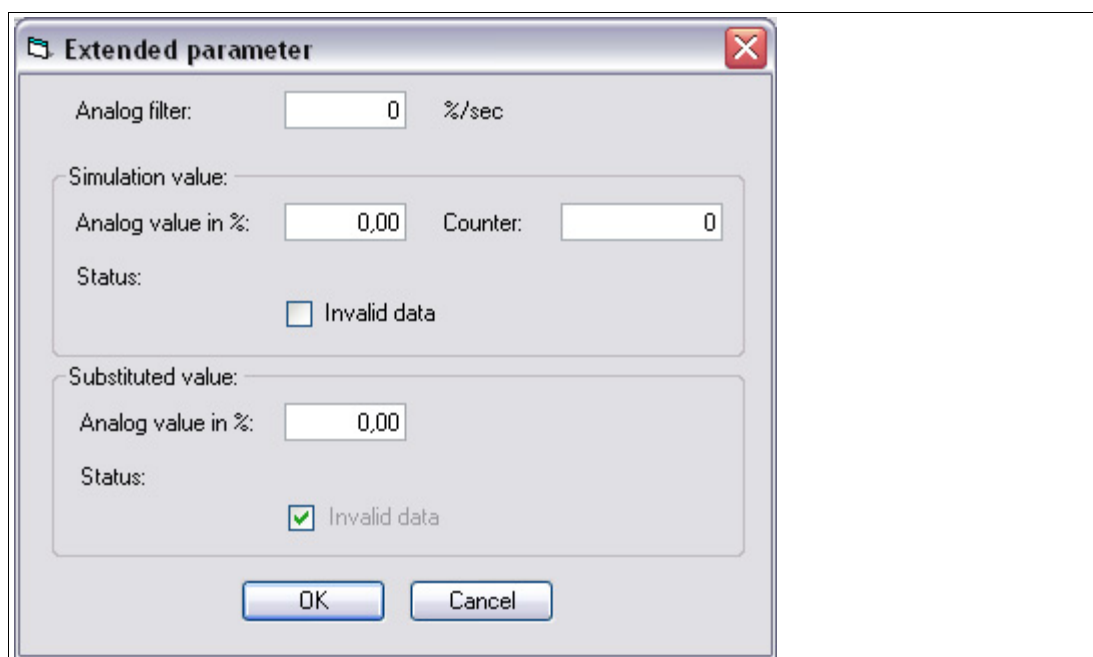 Extended parameter
Analog filter: 0 %/sec
Simulation value:
Analog value in %: 0,00 Counter: 0
Status:
Invalid data
Substituted value:
Analog value in %: 0,00
Status:
Invalid data
OK Cancel